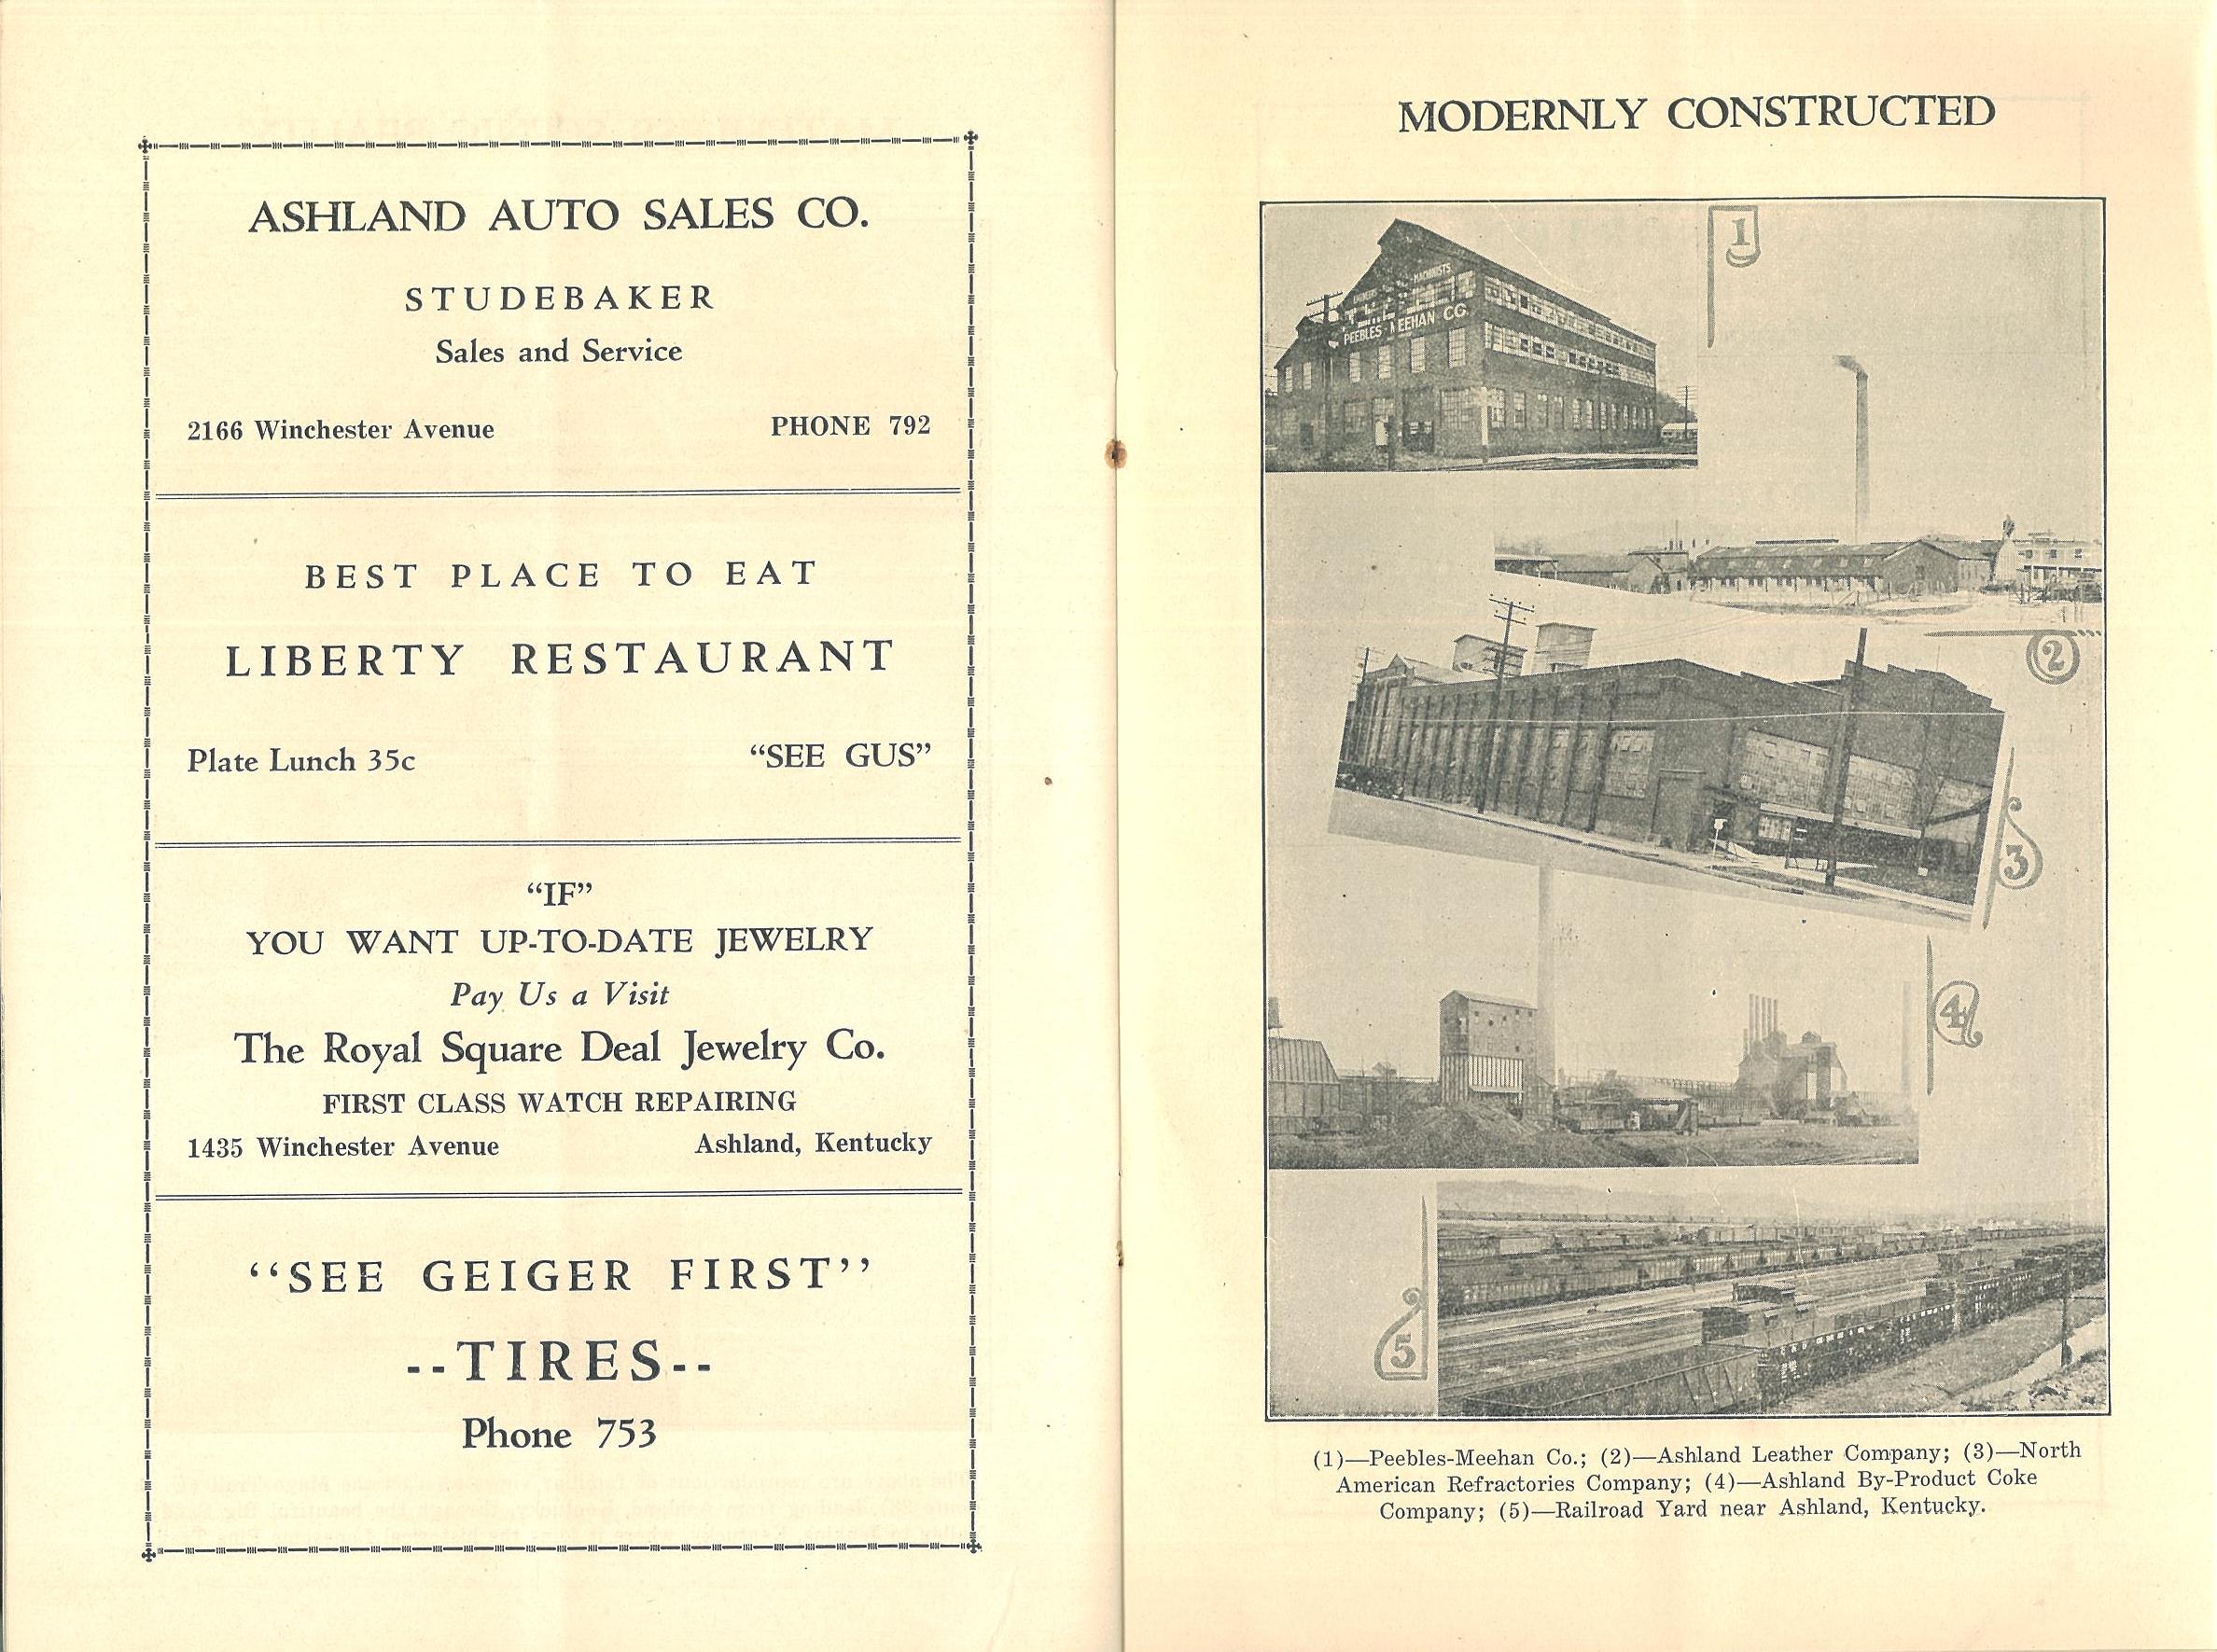 ASHLAND AUTO SALES CO.
STUDEBAKER
Sales and Service
2166 Winchester Avenue PHONE 792
BEST PLACE TO EAT
LIBERTY RESTAURANT
Plate Lunch 35c "SEE GUS"
"IF"
YOU WANT UP-TO-DATE JEWELRY
Pay Us a Visit
The Royal Square Deal Jewelry Co.
FIRST CLASS WATCH REPAIRING
1435 Winchester Avenue Ashland, Kentucky
"SEE GEIGER FIRST"
--TIRES--
Phone 753
MODERNLY CONSTRUCTED
1
MACHINISTS
PEEBLES MEEHAN CO.
2
3
4
5
(1)—Peebles-Meehan Co.; (2)—Ashland Leather Company; (3)—North
American Refractories Company; (4)—Ashland By-Product Coke
Company; (5)—Railroad Yard near Ashland, Kentucky.